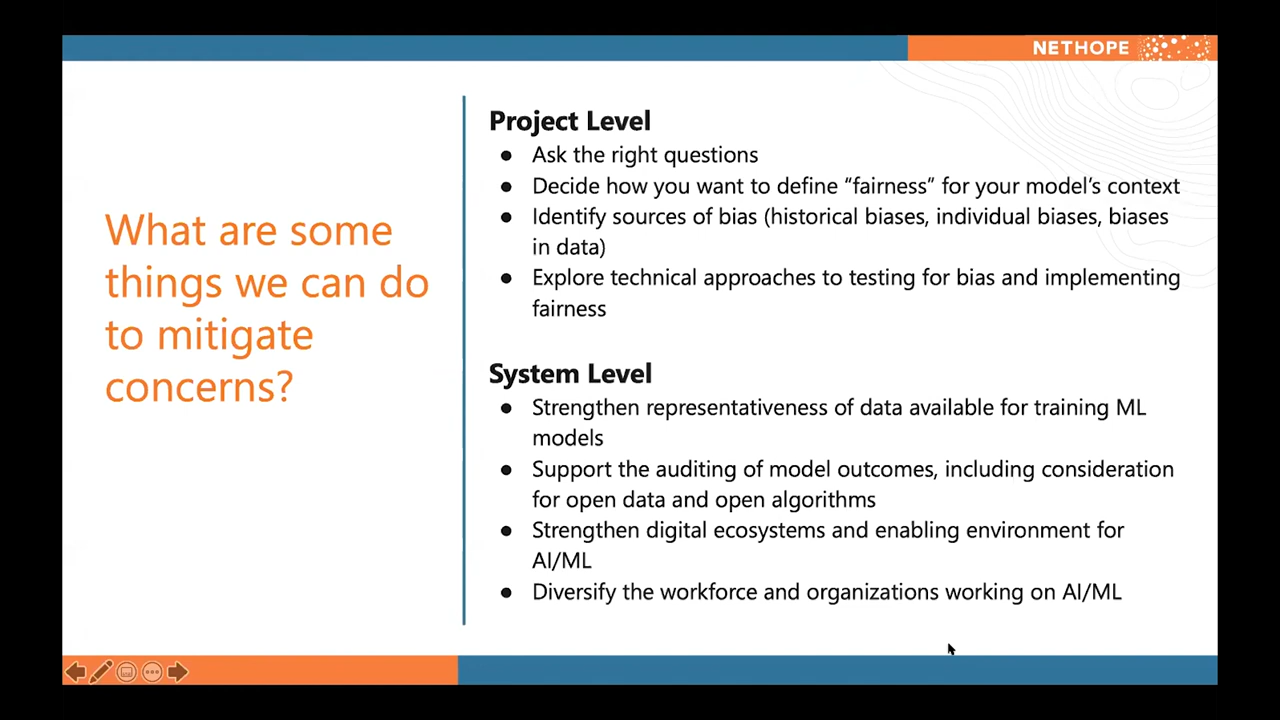 NETHOPE
What are some
things we can do
to mitigate
concerns?
Project Level
● Ask the right questions
● Decide how you want to define “fairness” for your model’s context
● Identify sources of bias (historical biases, individual biases, biases
in data)
● Explore technical approaches to testing for bias and implementing
fairness
System Level
● Strengthen representativeness of data available for training ML
models
● Support the auditing of model outcomes, including consideration
for open data and open algorithms
● Strengthen digital ecosystems and enabling environment for
AI/ML
● Diversify the workforce and organizations working on AI/ML